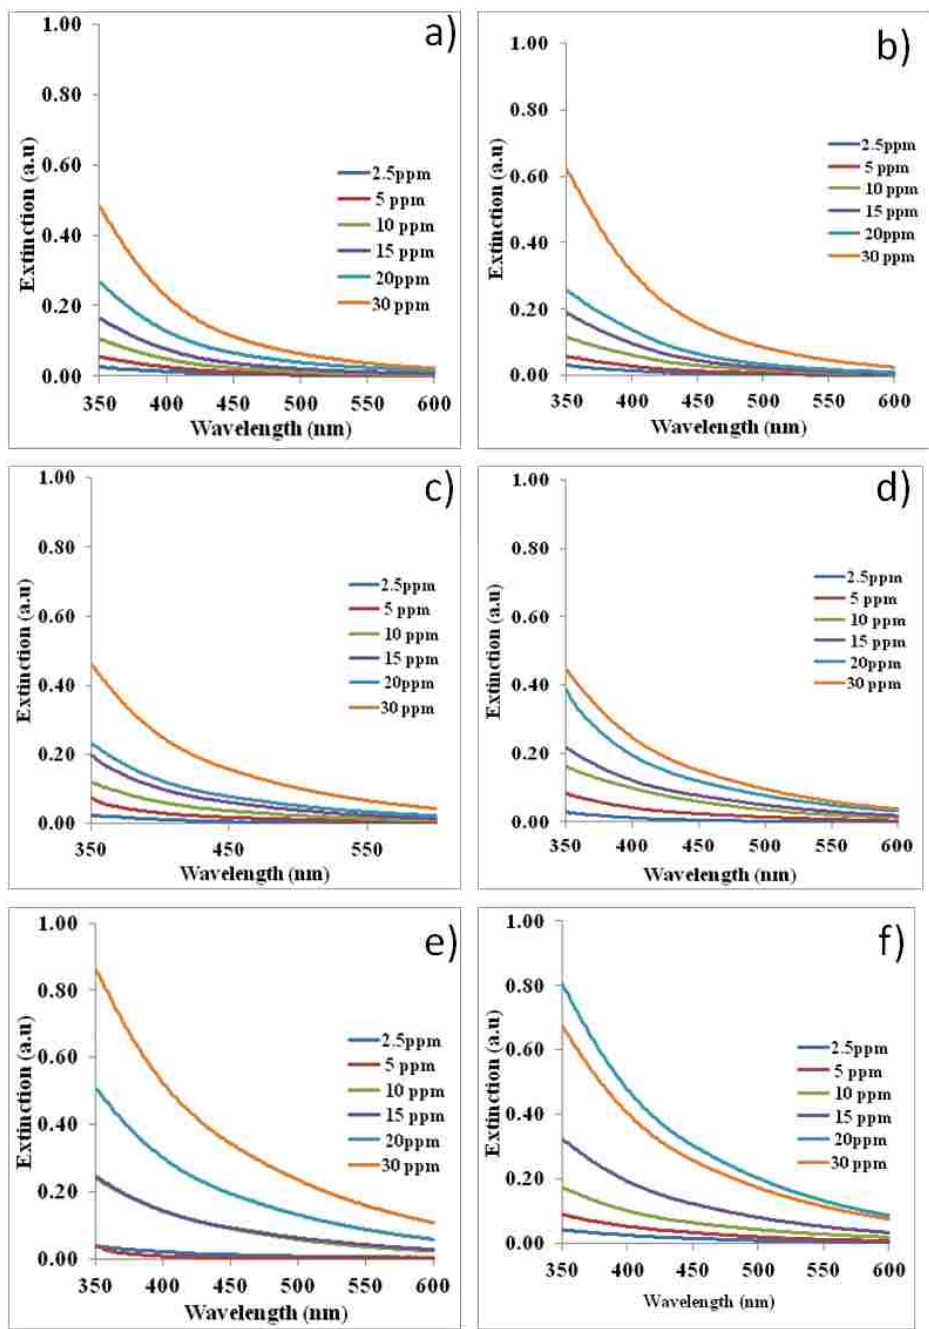 a)
1.00
0.80
0.60
0.40
0.20
0.00
Extinction (a.u)
2.5ppm
5 ppm
10 ppm
15 ppm
20ppm
30 ppm
350 400 450 500 550 600
Wavelength (nm)
b)
1.00
0.80
0.60
0.40
0.20
0.00
Extinction (a.u)
2.5ppm
5 ppm
10 ppm
15 ppm
20ppm
30 ppm
350 400 450 500 550 600
Wavelength (nm)
c)
1.00
0.80
0.60
0.40
0.20
0.00
Extinction (a.u)
2.5ppm
5 ppm
10 ppm
15 ppm
20ppm
30 ppm
350 450 550
Wavelength (nm)
d)
1.00
0.80
0.60
0.40
0.20
0.00
Extinction (a.u)
2.5ppm
5 ppm
10 ppm
15 ppm
20ppm
30 ppm
350 400 450 500 550 600
Wavelength (nm)
e)
1.00
0.80
0.60
0.40
0.20
0.00
Extinction (a.u)
2.5ppm
5 ppm
10 ppm
15 ppm
20ppm
30 ppm
350 400 450 500 550 600
Wavelength (nm)
f)
1.00
0.80
0.60
0.40
0.20
0.00
Extinction (a.u)
2.5ppm
5 ppm
10 ppm
15 ppm
20ppm
30 ppm
350 400 450 500 550 600
Wavelength (nm)